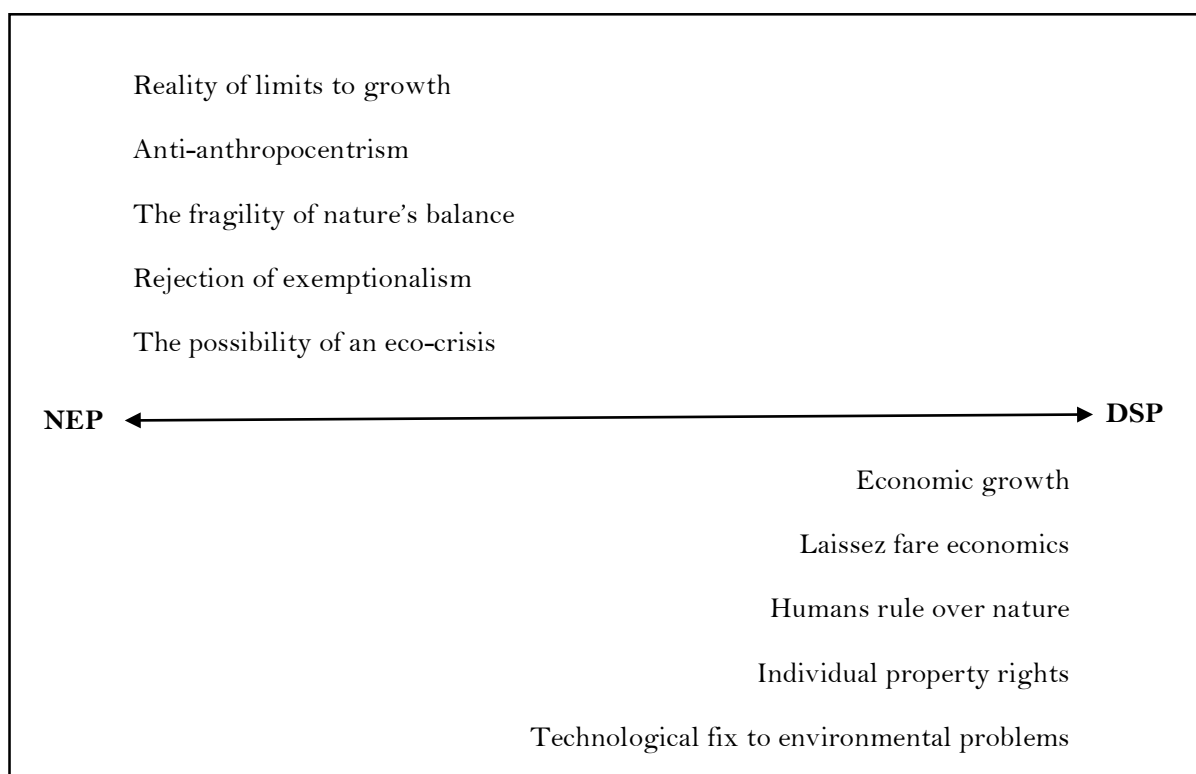 Reality of limits to growth
Anti-anthropocentrism
The fragility of nature’s balance
Rejection of exemptionalism
The possibility of an eco-crisis
NEP DSP
Economic growth
Laissez fare economics
Humans rule over nature
Individual property rights
Technological fix to environmental problems